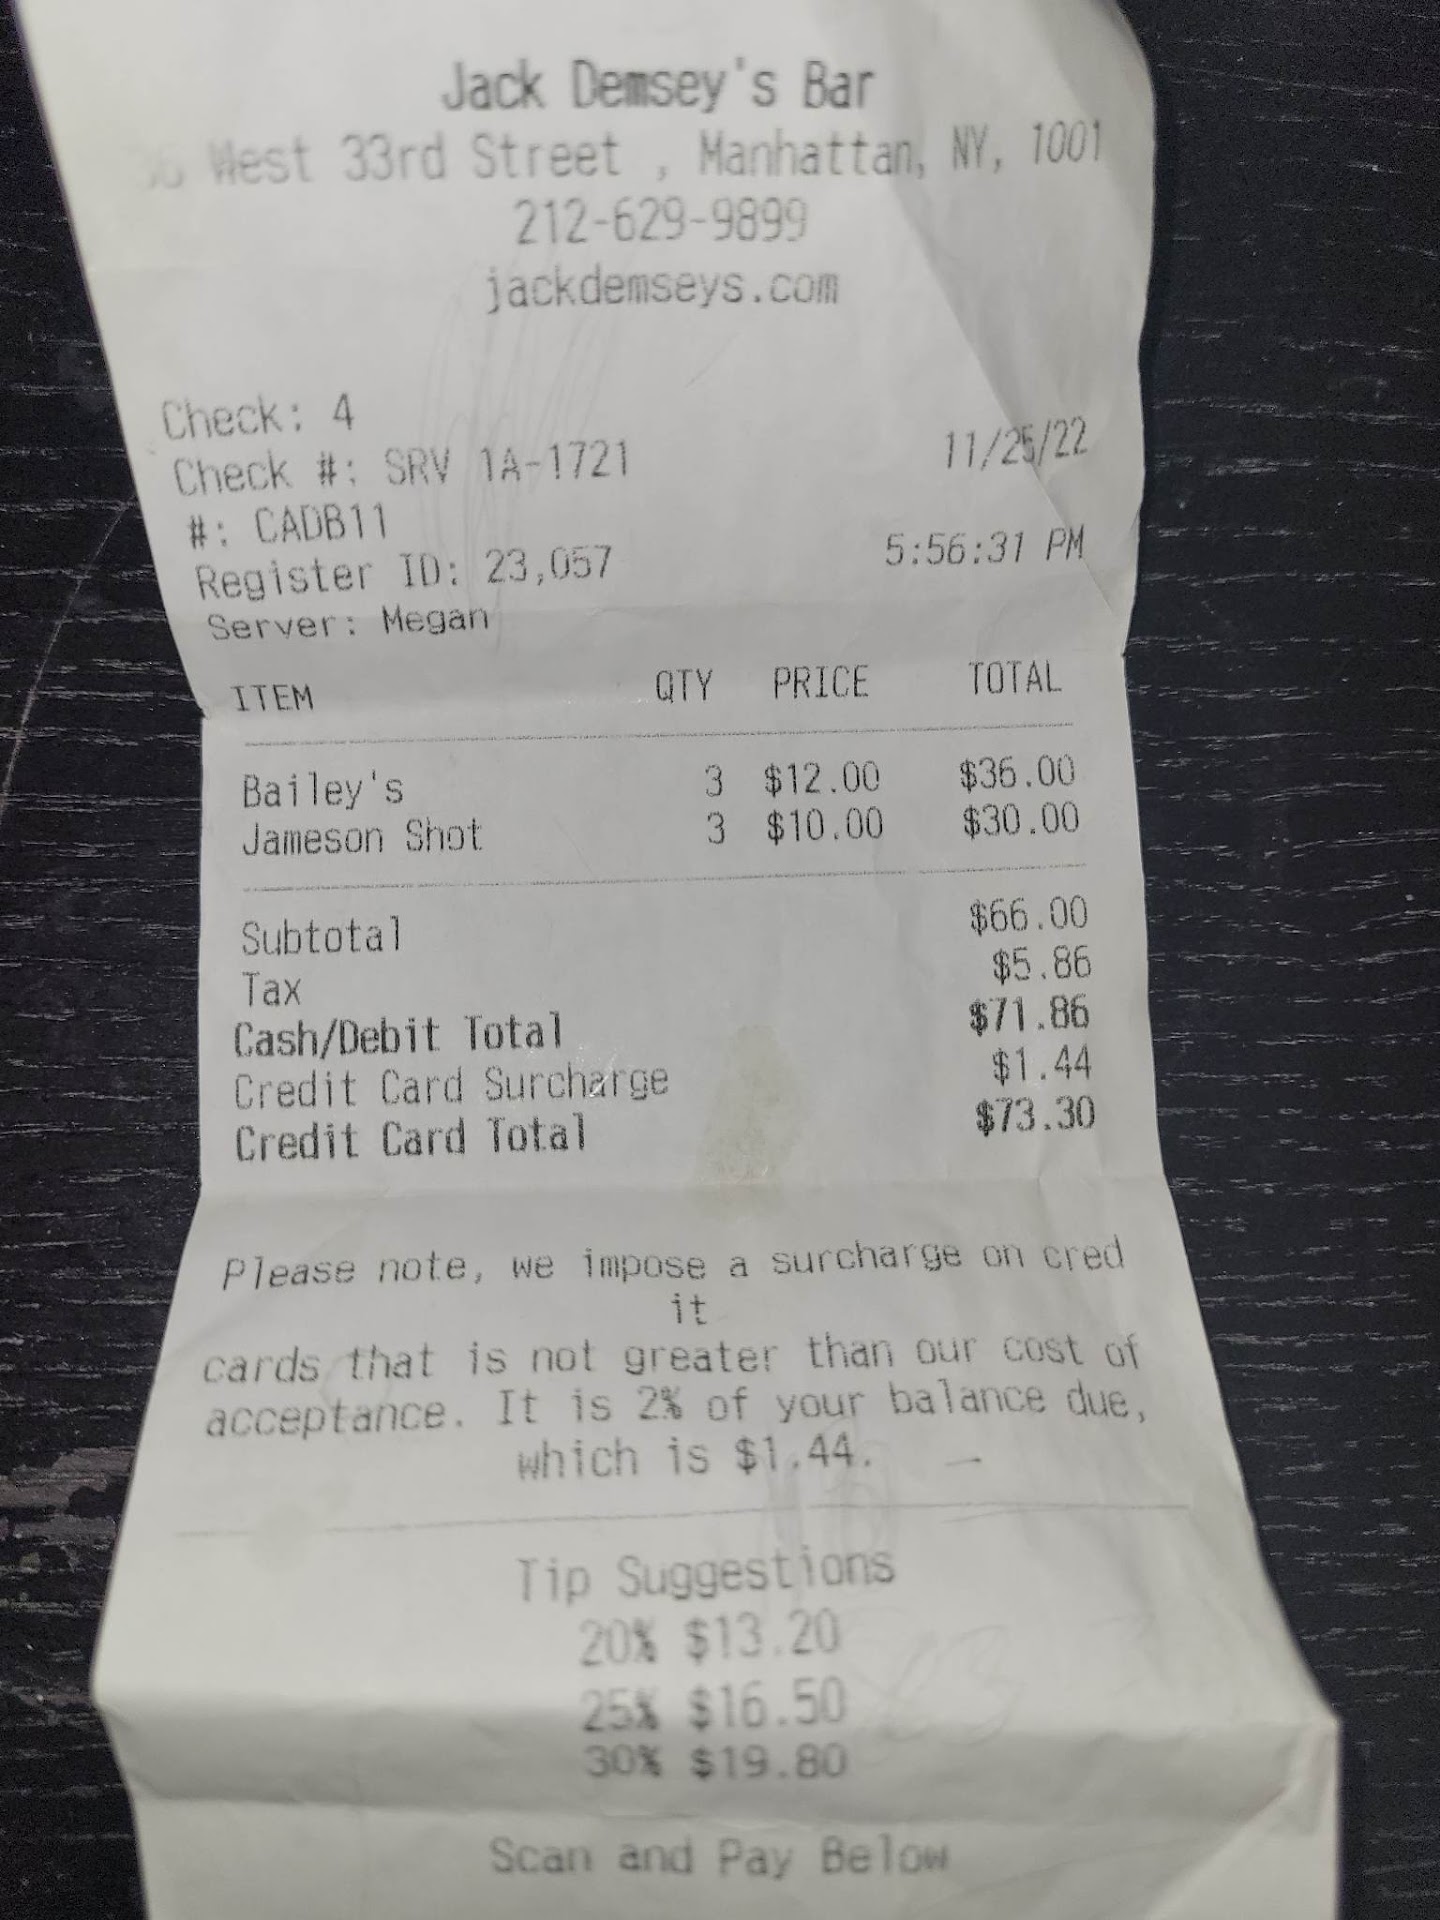 Jack Demsey's Bar
West 33rd Street , Manhattan, NY, 1001
212-629-9899
jackdemseys.com
Check: 4
Check #: SRV 1A-1721 11/25/22
#: CADB11
Register ID: 23,057 5:56:31 PM
Server: Megan
ITEM QTY PRICE TOTAL
Bailey's 3 $12.00 $36.00
Jameson Shot 3 $10.00 $30.00
Subtotal $66.00
Tax $5.86
Cash/Debit Total $71.86
Credit Card Surcharge $1.44
Credit Card Total $73.30
Please note, we impose a surcharge on cred
it
cards that is not greater than our cost of
acceptance. It is 2% of your balance due,
which is $1.44.
Tip Suggestions
20% $13.20
25% $16.50
30% $19.80
Scan and Pay Below